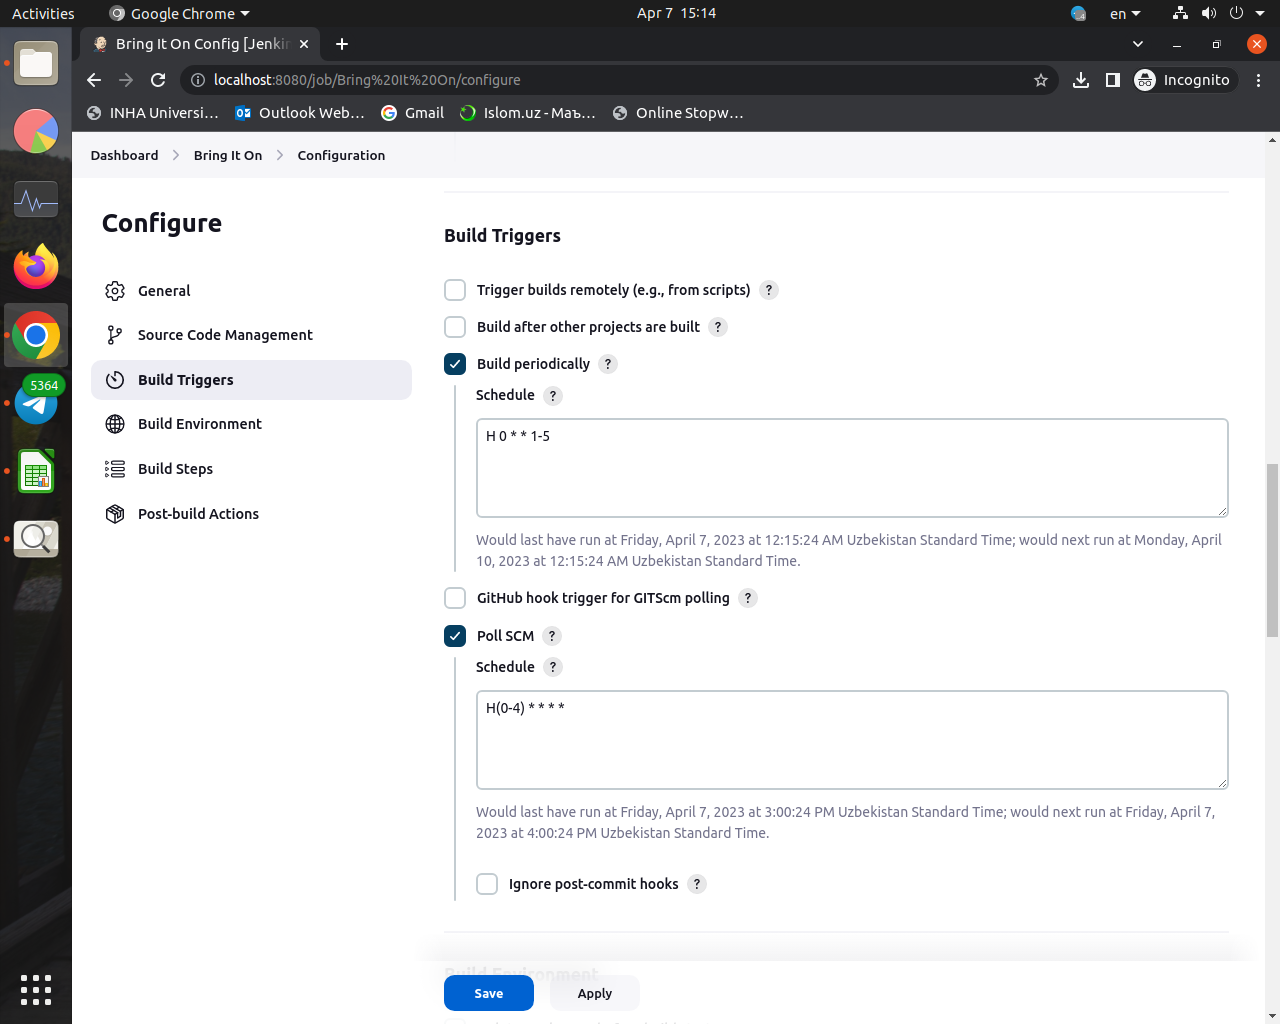 Activities
Google Chrome
Apr 7 15:14
en
Bring It On Config [Jenkin
localhost:8080/job/Bring%20It%20On/configure
Incognito
INHA Universi...
Outlook Web...
Gmail
Islom.uz - Маъ...
Online Stopw...
Dashboard
Bring It On
Configuration
Configure
General
Source Code Management
Build Triggers
5364
Build Environment
Build Steps
Post-build Actions
Build Triggers
Trigger builds remotely (e.g., from scripts) ?
Build after other projects are built ?
Build periodically ?
Schedule ?
H 0 * * 1-5
Would last have run at Friday, April 7, 2023 at 12:15:24 AM Uzbekistan Standard Time; would next run at Monday, April
10, 2023 at 12:15:24 AM Uzbekistan Standard Time.
GitHub hook trigger for GITScm polling ?
Poll SCM ?
Schedule ?
H(0-4) * * * *
Would last have run at Friday, April 7, 2023 at 3:00:24 PM Uzbekistan Standard Time; would next run at Friday, April 7,
2023 at 4:00:24 PM Uzbekistan Standard Time.
Ignore post-commit hooks ?
Build Environment
Save
Apply